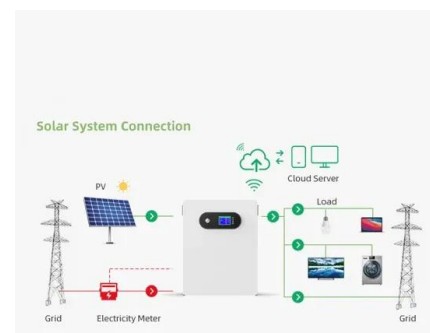 Solar System Connection
Cloud Server
PV
Load
Grid
Electricity Meter
Grid